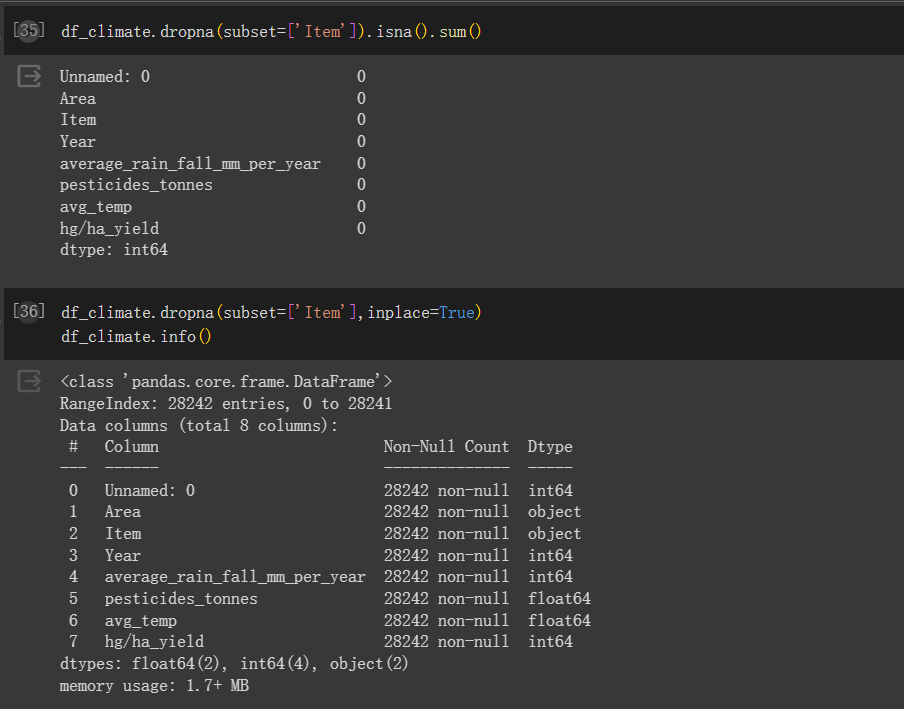 [35] df_climate.dropna(subset=['Item']).isna().sum()
Unnamed: 0 0
Area 0
Item 0
Year 0
average_rain_fall_mm_per_year 0
pesticides_tonnes 0
avg_temp 0
hg/ha_yield 0
dtype: int64
[36] df_climate.dropna(subset=['Item'],inplace=True)
df_climate.info()
<class 'pandas.core.frame.DataFrame'>
RangeIndex: 28242 entries, 0 to 28241
Data columns (total 8 columns):
# Column Non-Null Count Dtype
--- ------ -------------- -----
0 Unnamed: 0 28242 non-null int64
1 Area 28242 non-null object
2 Item 28242 non-null object
3 Year 28242 non-null int64
4 average_rain_fall_mm_per_year 28242 non-null int64
5 pesticides_tonnes 28242 non-null float64
6 avg_temp 28242 non-null float64
7 hg/ha_yield 28242 non-null int64
dtypes: float64(2), int64(4), object(2)
memory usage: 1.7+ MB